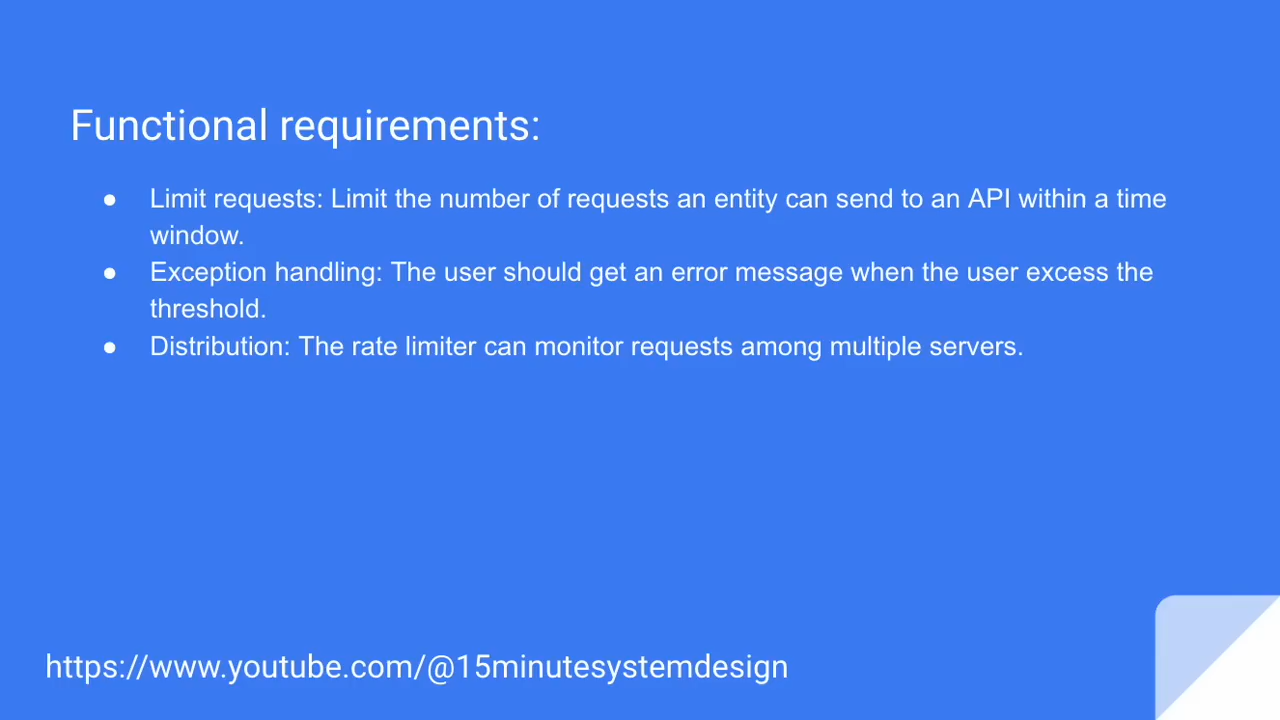 Functional requirements:
● Limit requests: Limit the number of requests an entity can send to an API within a time
window.
● Exception handling: The user should get an error message when the user excess the
threshold.
● Distribution: The rate limiter can monitor requests among multiple servers.
https://www.youtube.com/@15minutesystemdesign